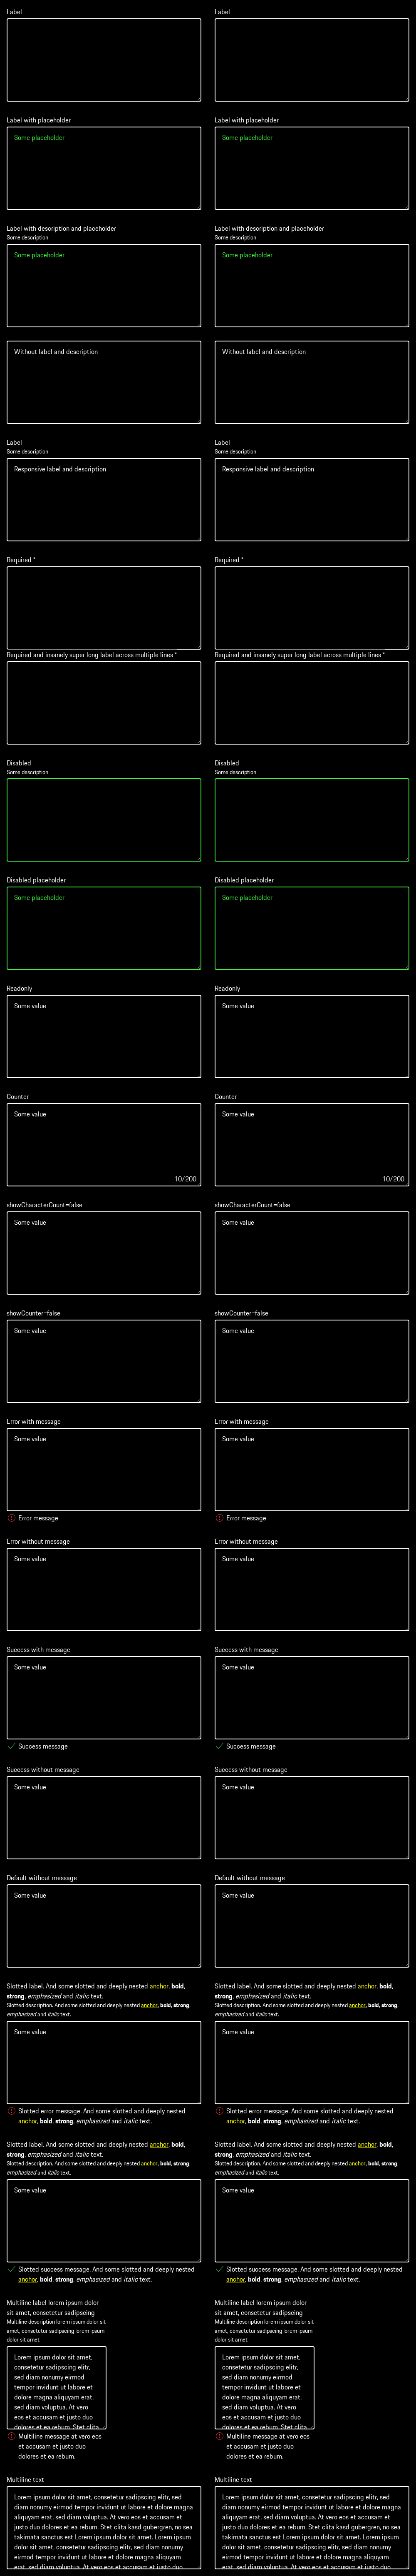 Label
Label
Label with placeholder
Label with placeholder
Some placeholder
Some placeholder
Label with description and placeholder
Label with description and placeholder
Some description
Some description
Some placeholder
Some placeholder
Without label and description
Without label and description
Label
Label
Some description
Some description
Responsive label and description
Responsive label and description
Required *
Required *
Required and insanely super long label across multiple lines *
Required and insanely super long label across multiple lines *
Disabled
Disabled
Some description
Some description
Disabled placeholder
Disabled placeholder
Some placeholder
Some placeholder
Readonly
Readonly
Some value
Some value
Counter
Counter
Some value
Some value
10/200
10/200
showCharacterCount=false
showCharacterCount=false
Some value
Some value
showCounter=false
showCounter=false
Some value
Some value
Error with message
Error with message
Some value
Some value
Error message
Error message
Error without message
Error without message
Some value
Some value
Success with message
Success with message
Some value
Some value
Success message
Success message
Success without message
Success without message
Some value
Some value
Default without message
Default without message
Some value
Some value
Slotted label. And some slotted and deeply nested anchor, bold,
strong, emphasized and italic text.
Slotted description. And some slotted and deeply nested anchor, bold, strong,
emphasized and italic text.
Some value
Slotted error message. And some slotted and deeply nested
anchor, bold, strong, emphasized and italic text.
Slotted label. And some slotted and deeply nested anchor, bold,
strong, emphasized and italic text.
Slotted description. And some slotted and deeply nested anchor, bold, strong,
emphasized and italic text.
Some value
Slotted error message. And some slotted and deeply nested
anchor, bold, strong, emphasized and italic text.
Slotted label. And some slotted and deeply nested anchor, bold,
strong, emphasized and italic text.
Slotted description. And some slotted and deeply nested anchor, bold, strong,
emphasized and italic text.
Some value
Slotted success message. And some slotted and deeply nested
anchor, bold, strong, emphasized and italic text.
Slotted label. And some slotted and deeply nested anchor, bold,
strong, emphasized and italic text.
Slotted description. And some slotted and deeply nested anchor, bold, strong,
emphasized and italic text.
Some value
Slotted success message. And some slotted and deeply nested
anchor, bold, strong, emphasized and italic text.
Multiline label lorem ipsum dolor
sit amet, consetetur sadipscing
Multiline description lorem ipsum dolor sit
amet, consetetur sadipscing lorem ipsum
dolor sit amet
Lorem ipsum dolor sit amet,
consetetur sadipscing elitr,
sed diam nonumy eirmod
tempor invidunt ut labore et
dolore magna aliquyam erat,
sed diam voluptua. At vero
eos et accusam et justo duo
dolores et ea rebum. Stet clita
Multiline message at vero eos
et accusam et justo duo
dolores et ea rebum.
Multiline label lorem ipsum dolor
sit amet, consetetur sadipscing
Multiline description lorem ipsum dolor sit
amet, consetetur sadipscing lorem ipsum
dolor sit amet
Lorem ipsum dolor sit amet,
consetetur sadipscing elitr,
sed diam nonumy eirmod
tempor invidunt ut labore et
dolore magna aliquyam erat,
sed diam voluptua. At vero
eos et accusam et justo duo
dolores et ea rebum. Stet clita
Multiline message at vero eos
et accusam et justo duo
dolores et ea rebum.
Multiline text
Lorem ipsum dolor sit amet, consetetur sadipscing elitr, sed
diam nonumy eirmod tempor invidunt ut labore et dolore magna
aliquyam erat, sed diam voluptua. At vero eos et accusam et
justo duo dolores et ea rebum. Stet clita kasd gubergren, no sea
takimata sanctus est Lorem ipsum dolor sit amet. Lorem ipsum
dolor sit amet, consetetur sadipscing elitr, sed diam nonumy
eirmod tempor invidunt ut labore et dolore magna aliquyam
erat, sed diam voluptua. At vero eos et accusam et justo duo
Multiline text
Lorem ipsum dolor sit amet, consetetur sadipscing elitr, sed
diam nonumy eirmod tempor invidunt ut labore et dolore magna
aliquyam erat, sed diam voluptua. At vero eos et accusam et
justo duo dolores et ea rebum. Stet clita kasd gubergren, no sea
takimata sanctus est Lorem ipsum dolor sit amet. Lorem ipsum
dolor sit amet, consetetur sadipscing elitr, sed diam nonumy
eirmod tempor invidunt ut labore et dolore magna aliquyam
erat, sed diam voluptua. At vero eos et accusam et justo duo